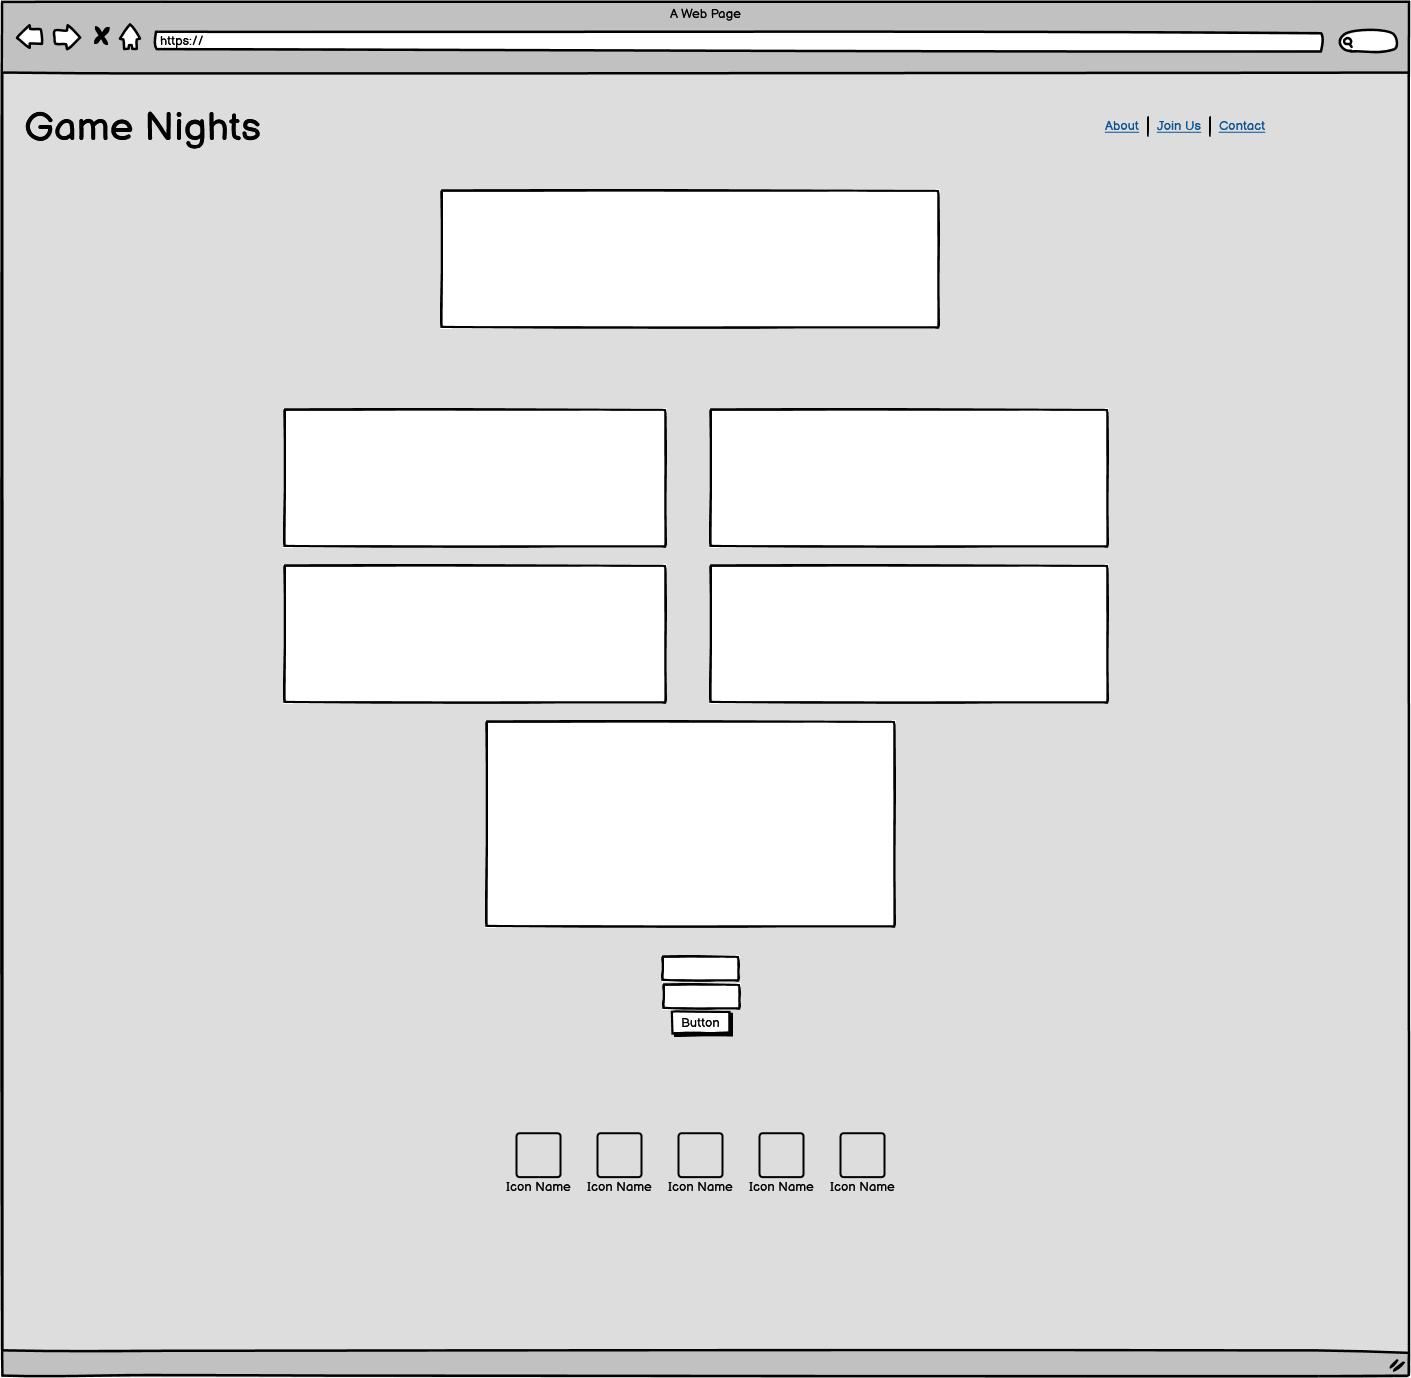 A Web Page
https://
Game Nights
About | Join Us | Contact
Button
Icon Name Icon Name Icon Name Icon Name Icon Name